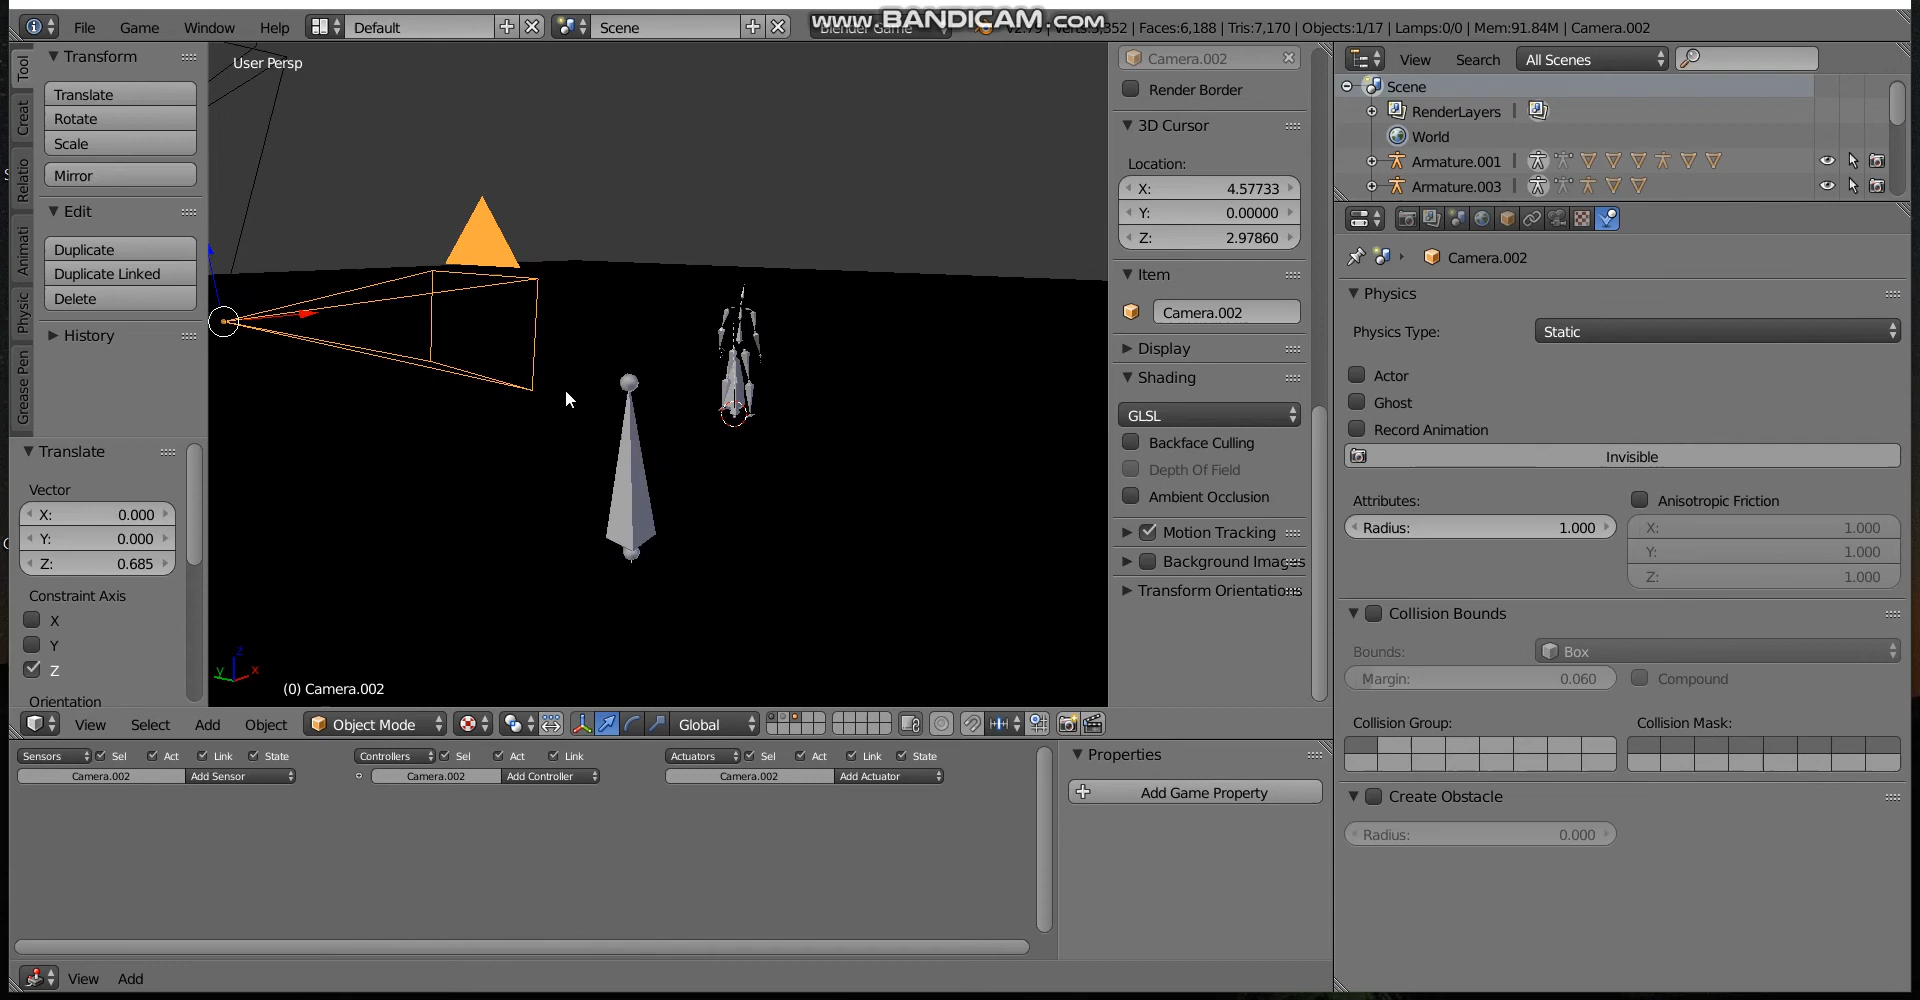 www.BANDICAM.com
File
Game
Window
Help
Default
Scene
Blender Game
v2.79 | Verts:5,352 | Faces:6,188 | Tris:7,170 | Objects:1/17 | Lamps:0/0 | Mem:91.84M | Camera.002
Tool
Creat
Relatio
Animati
Physic
Grease Pen
Transform
Translate
Rotate
Scale
Mirror
Edit
Duplicate
Duplicate Linked
Delete
History
Translate
Vector
X: 0.000
Y: 0.000
Z: 0.685
Constraint Axis
X
Y
Z
Orientation
User Persp
z
y
x
(0) Camera.002
Camera.002
Render Border
3D Cursor
Location:
X: 4.57733
Y: 0.00000
Z: 2.97860
Item
Camera.002
Display
Shading
GLSL
Backface Culling
Depth Of Field
Ambient Occlusion
Motion Tracking
Background Images
Transform Orientations
View
Select
Add
Object
Object Mode
Global
Sensors
Sel
Act
Link
State
Controllers
Sel
Act
Link
Actuators
Sel
Act
Link
State
Camera.002
Add Sensor
Camera.002
Add Controller
Camera.002
Add Actuator
Properties
Add Game Property
View
Add
View
Search
All Scenes
Scene
RenderLayers
World
Armature.001
Armature.003
Camera.002
Physics
Physics Type:
Static
Actor
Ghost
Record Animation
Invisible
Attributes:
Radius: 1.000
Anisotropic Friction
X: 1.000
Y: 1.000
Z: 1.000
Collision Bounds
Bounds:
Box
Margin: 0.060
Compound
Collision Group:
Collision Mask:
Create Obstacle
Radius: 0.000